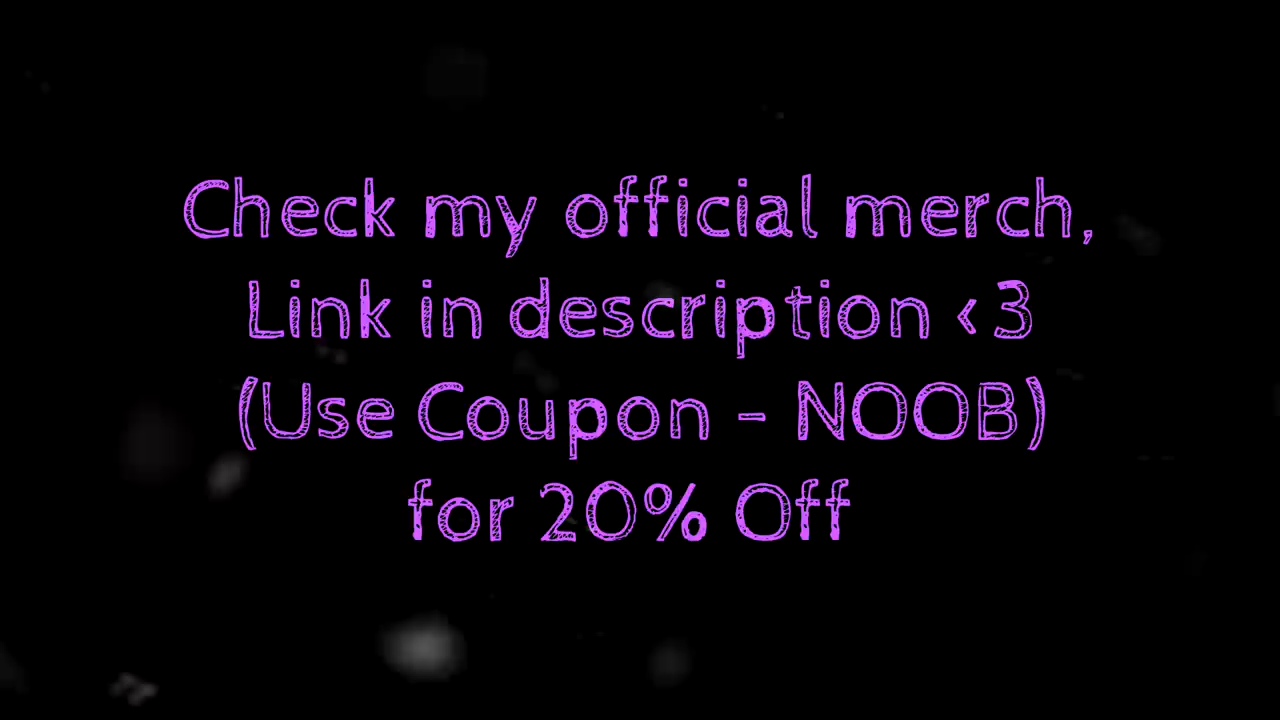 Check my official merch,
Link in description <3
(Use Coupon - NOOB)
for 20% Off